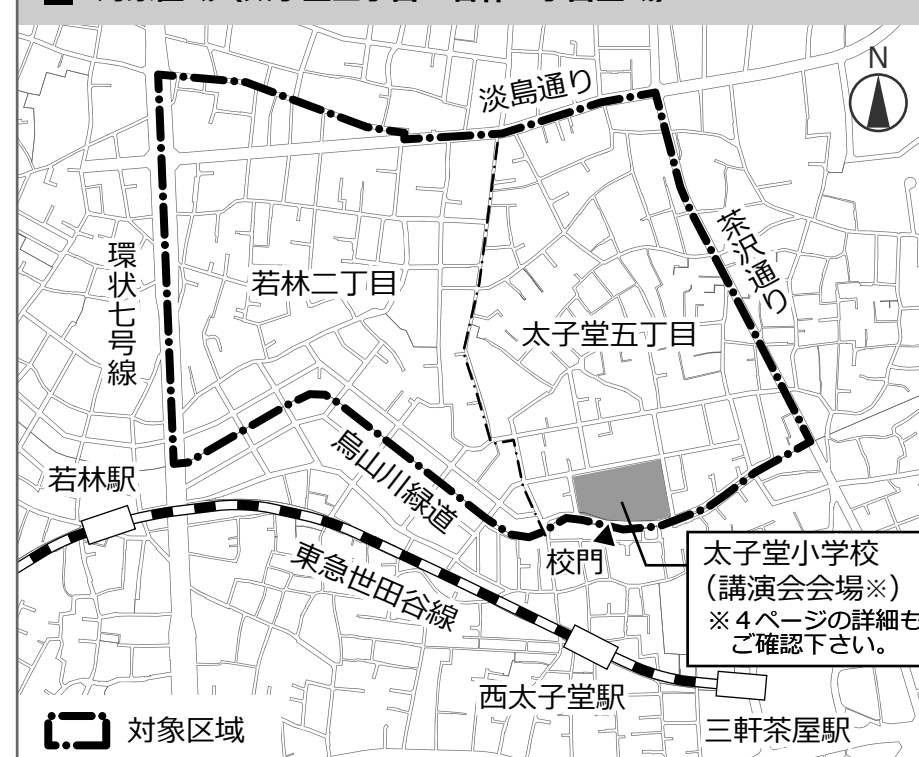 N
淡島通り
茶沢通り
環状七号線
若林二丁目
太子堂五丁目
烏山川緑道
若林駅
東急世田谷線
校門
太子堂小学校
（講演会会場※）
※４ページの詳細も
ご確認下さい。
西太子堂駅
三軒茶屋駅
対象区域